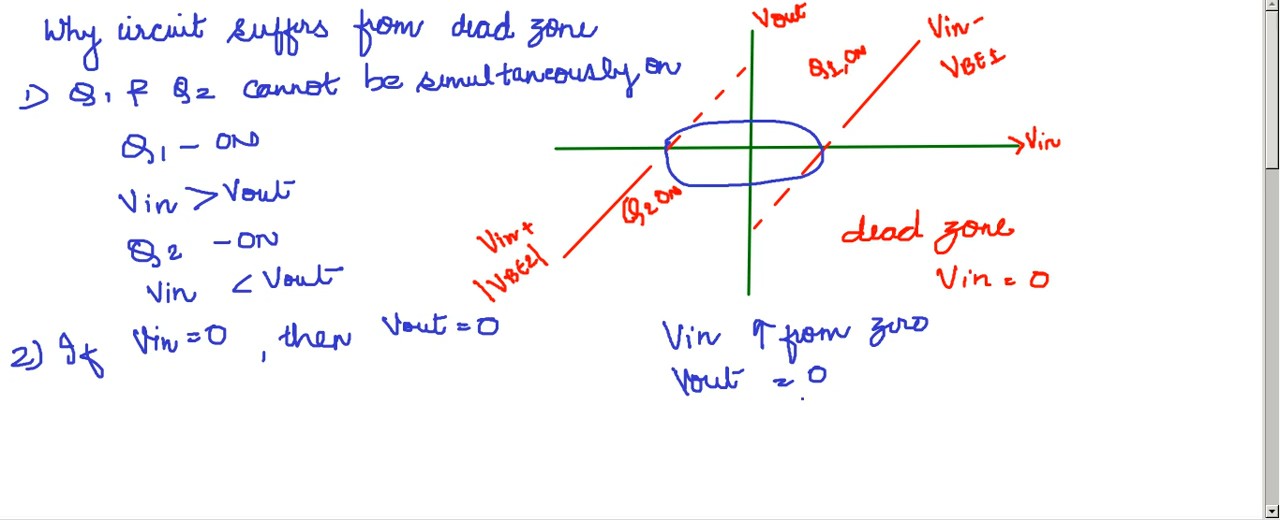 Why circuit suffers from dead zone
1) Q1 & Q2 cannot be simultaneously on
Q1 - ON
Vin > Vout
Q2 - ON
Vin < Vout
2) If Vin = 0, then Vout = 0
Vout
Q1, ON
Vin -
VBE1
Vin
Q2 ON
Vin +
|VBE2|
dead zone
Vin = 0
Vin ↑ from zero
Vout = 0